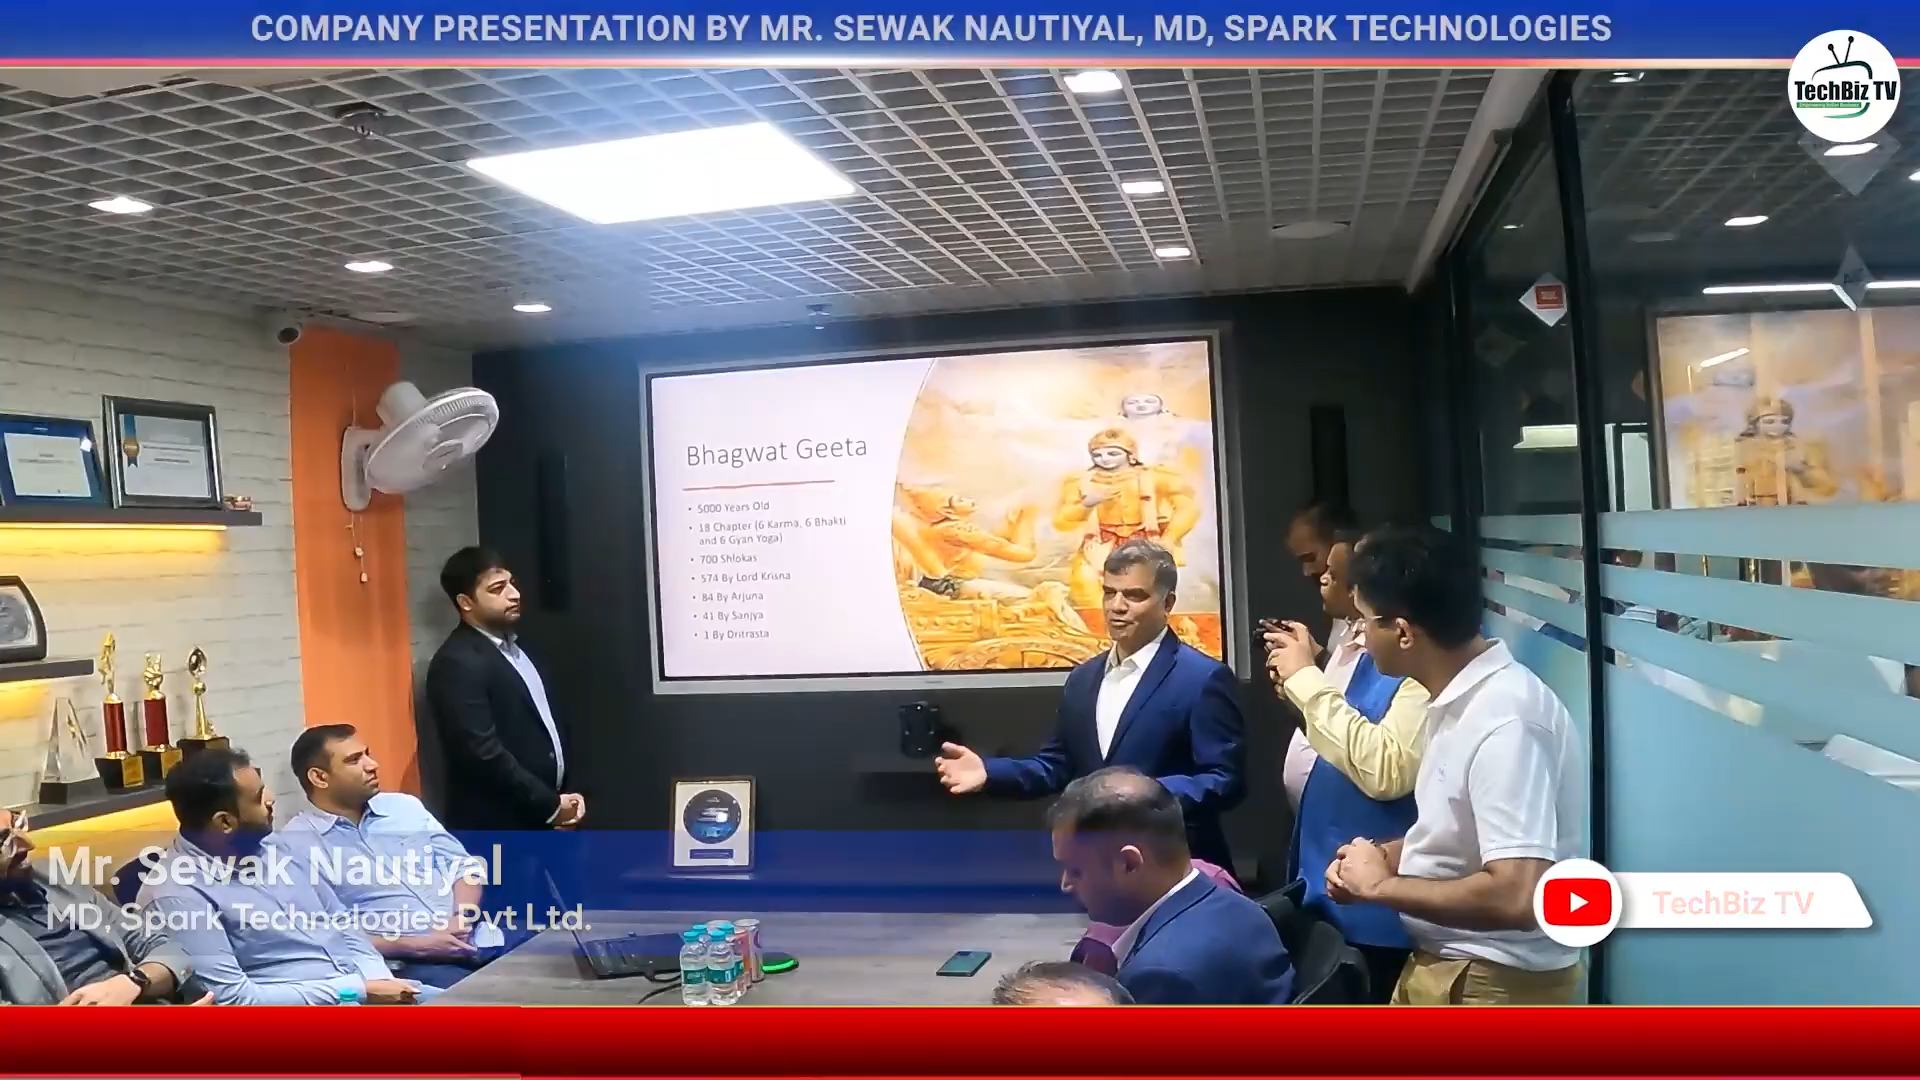 COMPANY PRESENTATION BY MR. SEWAK NAUTIYAL, MD, SPARK TECHNOLOGIES
TechBiz TV
Bhagwat Geeta
• 5000 Years Old
• 18 Chapter (6 Karma, 6 Bhakti
and 6 Gyan Yoga)
• 700 Shlokas
• 574 By Lord Krisna
• 84 By Arjuna
• 41 By Sanjya
• 1 By Dritrasta
Mr. Sewak Nautiyal
MD, Spark Technologies Pvt Ltd.
TechBiz TV